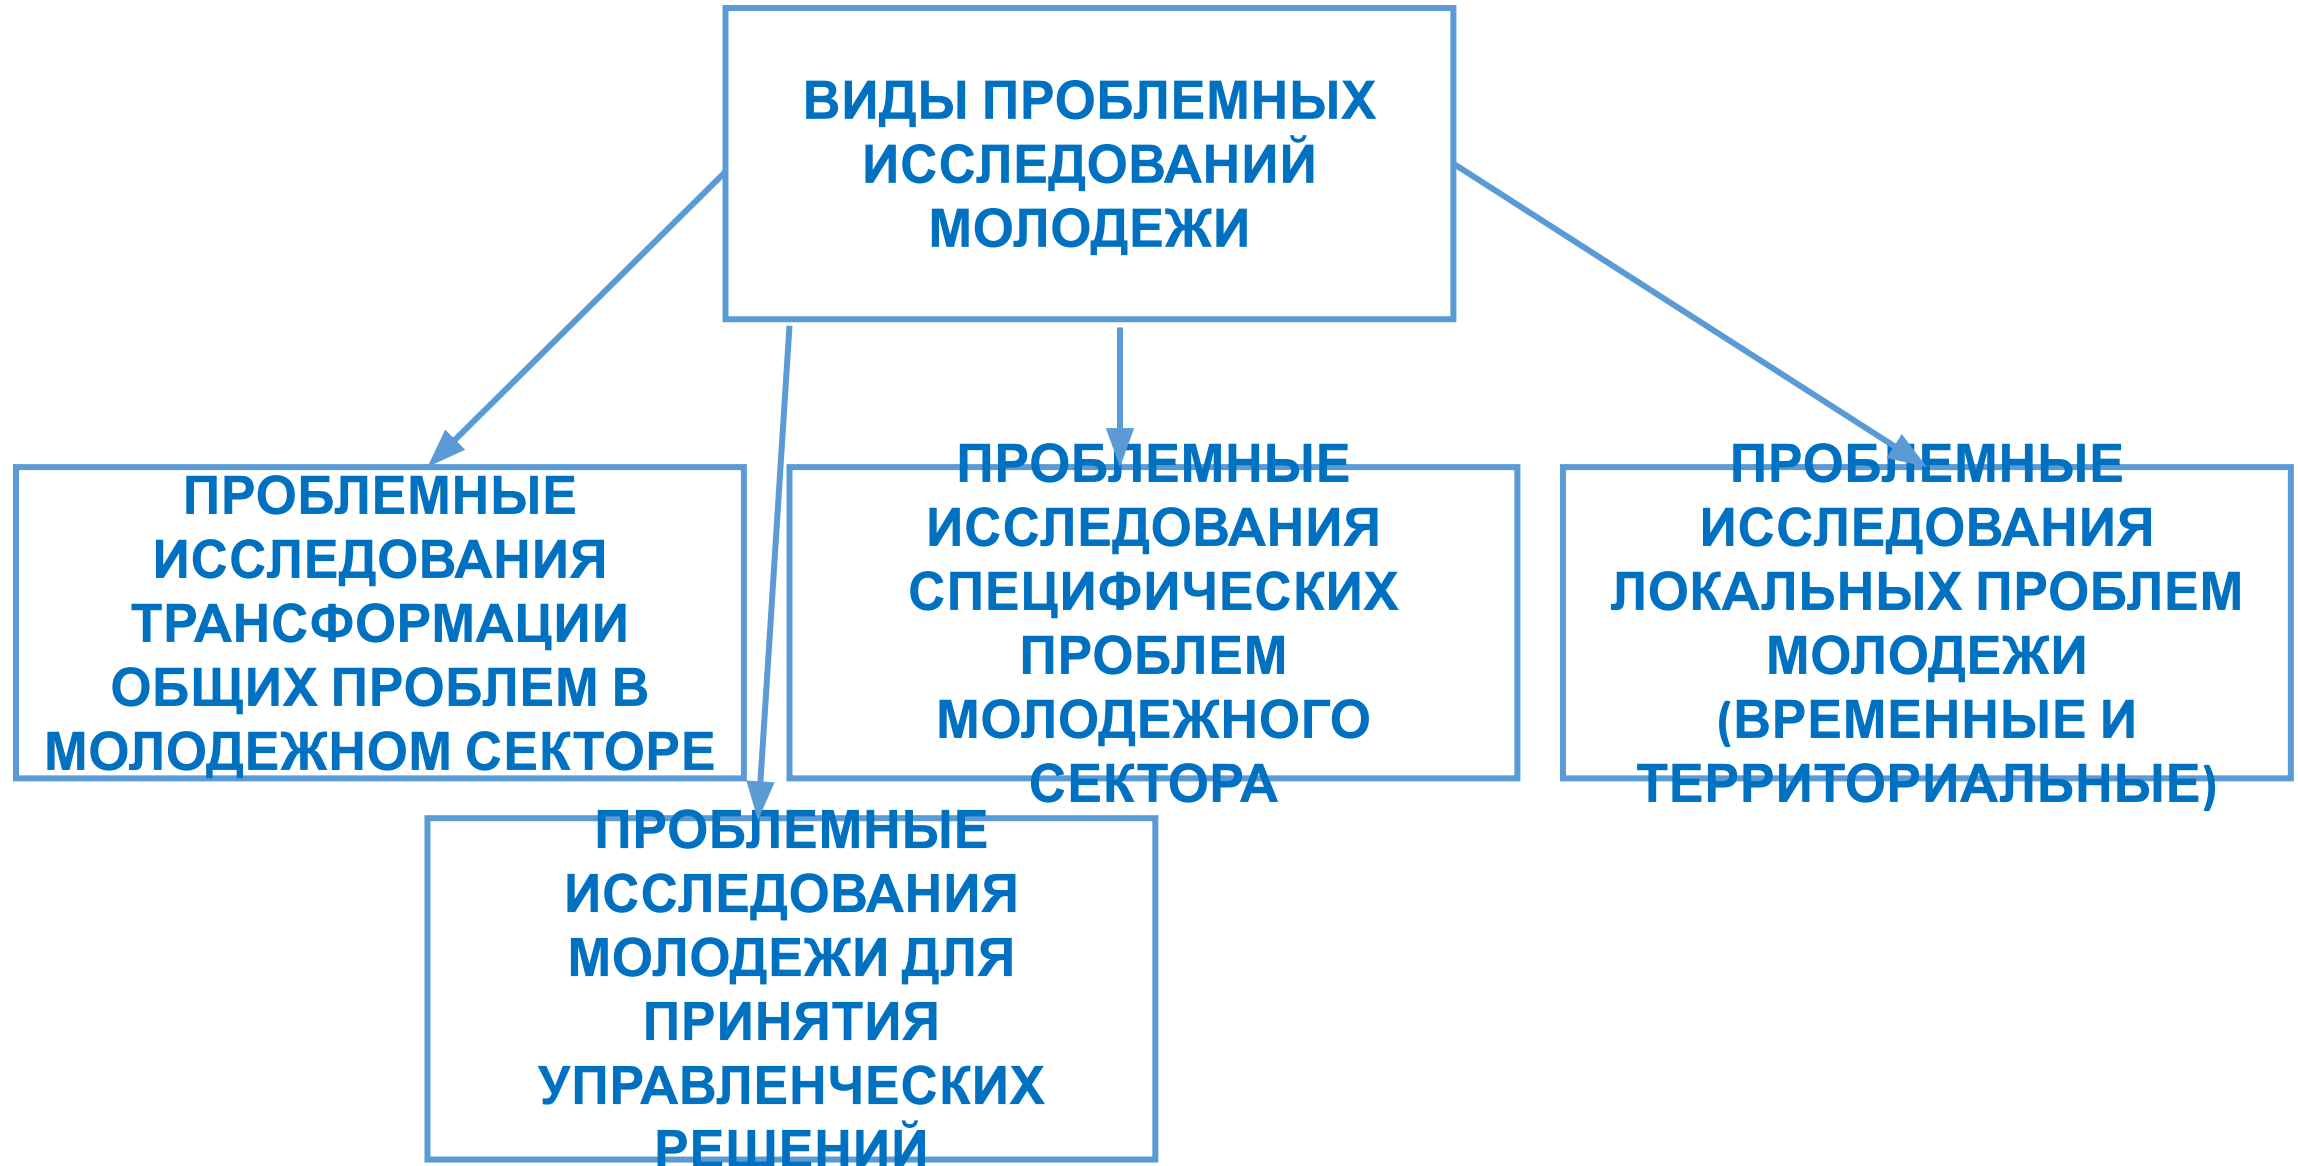 ВИДЫ ПРОБЛЕМНЫХ
ИССЛЕДОВАНИЙ
МОЛОДЕЖИ
ПРОБЛЕМНЫЕ
ИССЛЕДОВАНИЯ
ТРАНСФОРМАЦИИ
ОБЩИХ ПРОБЛЕМ В
МОЛОДЕЖНОМ СЕКТОРЕ
ПРОБЛЕМНЫЕ
ИССЛЕДОВАНИЯ
СПЕЦИФИЧЕСКИХ
ПРОБЛЕМ
МОЛОДЕЖНОГО
СЕКТОРА
ПРОБЛЕМНЫЕ
ИССЛЕДОВАНИЯ
ЛОКАЛЬНЫХ ПРОБЛЕМ
МОЛОДЕЖИ
(ВРЕМЕННЫЕ И
ТЕРРИТОРИАЛЬНЫЕ)
ПРОБЛЕМНЫЕ
ИССЛЕДОВАНИЯ
МОЛОДЕЖИ ДЛЯ
ПРИНЯТИЯ
УПРАВЛЕНЧЕСКИХ
РЕШЕНИЙ